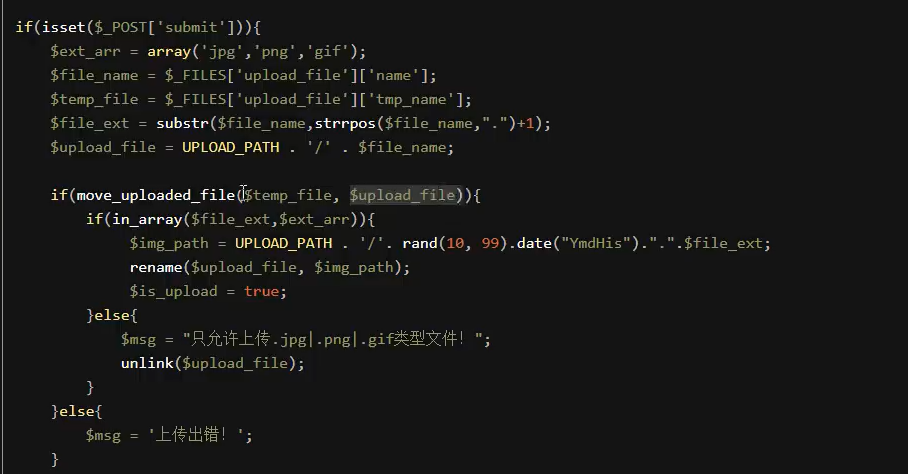 if(isset($_POST['submit'])){
    $ext_arr = array('jpg','png','gif');
    $file_name = $_FILES['upload_file']['name'];
    $temp_file = $_FILES['upload_file']['tmp_name'];
    $file_ext = substr($file_name,strrpos($file_name,".")+1);
    $upload_file = UPLOAD_PATH . '/' . $file_name;
    if(move_uploaded_file($temp_file, $upload_file)){
        if(in_array($file_ext,$ext_arr)){
             $img_path = UPLOAD_PATH . '/'. rand(10, 99).date("YmdHis").".".$file_ext;
             rename($upload_file, $img_path);
             $is_upload = true;
        }else{
            $msg = "只允许上传.jpg|.png|.gif类型文件！";
            unlink($upload_file);
        }
    }else{
        $msg = '上传出错！';
    }